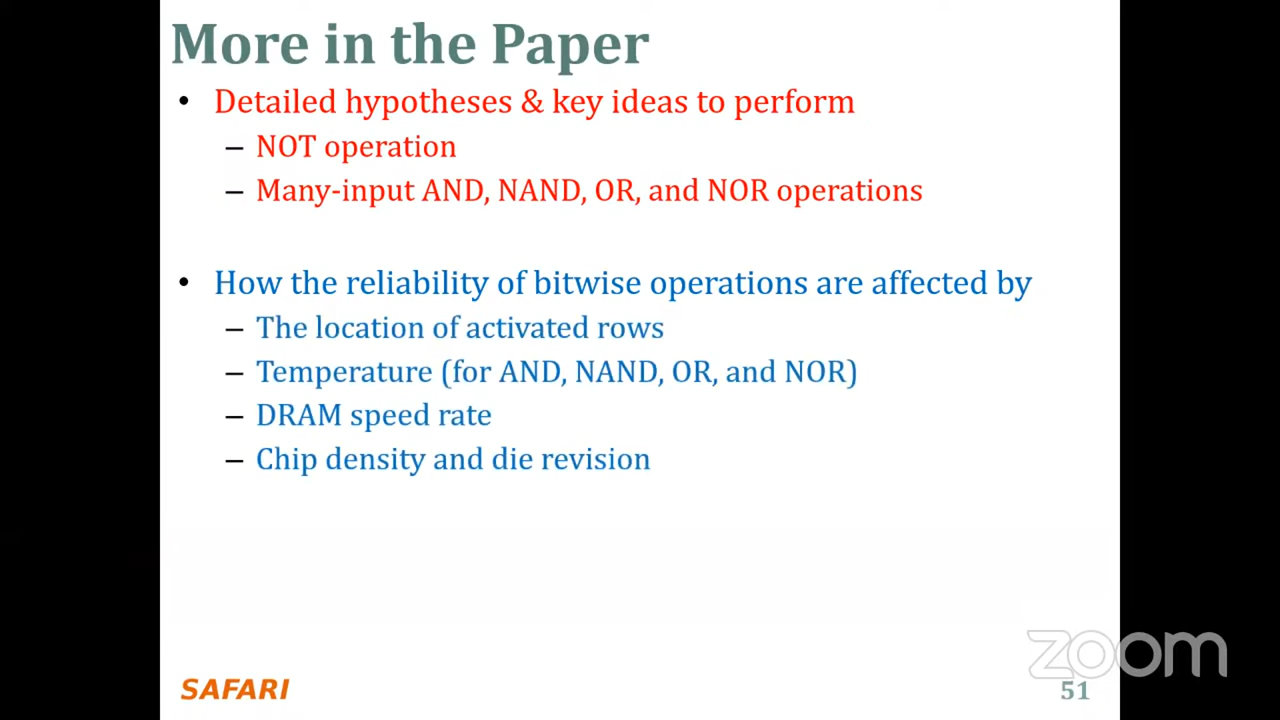 More in the Paper
• Detailed hypotheses & key ideas to perform
– NOT operation
– Many-input AND, NAND, OR, and NOR operations
• How the reliability of bitwise operations are affected by
– The location of activated rows
– Temperature (for AND, NAND, OR, and NOR)
– DRAM speed rate
– Chip density and die revision
zoom
SAFARI
51